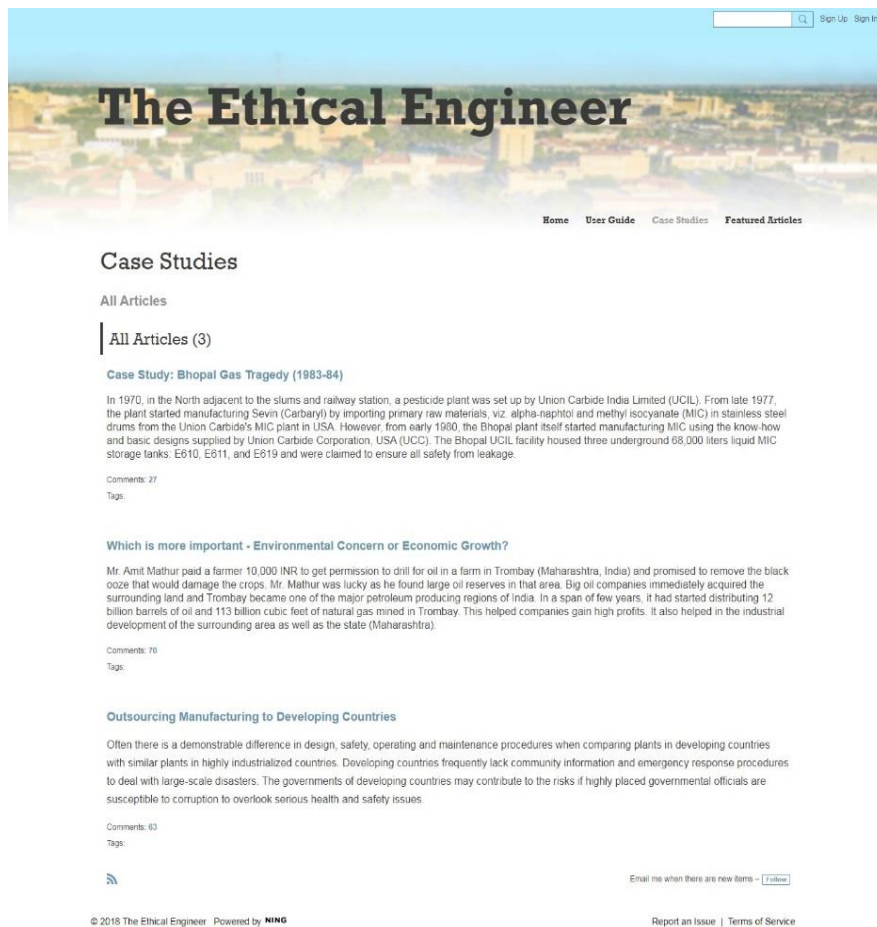 Sign Up Sign In
The Ethical Engineer
Home User Guide Case Studies Featured Articles
Case Studies
All Articles
All Articles (3)
Case Study: Bhopal Gas Tragedy (1983-84)
In 1970, in the North adjacent to the slums and railway station, a pesticide plant was set up by Union Carbide India Limited (UCIL). From late 1977,
the plant started manufacturing Sevin (Carbaryl) by importing primary raw materials, viz. alpha-naphtol and methyl isocyanate (MIC) in stainless steel
drums from the Union Carbide's MIC plant in USA. However, from early 1980, the Bhopal plant itself started manufacturing MIC using the know-how
and basic designs supplied by Union Carbide Corporation, USA (UCC). The Bhopal UCIL facility housed three underground 68,000 liters liquid MIC
storage tanks: E610, E611, and E619 and were claimed to ensure all safety from leakage.
Comments: 27
Tags:
Which is more important - Environmental Concern or Economic Growth?
Mr. Amit Mathur paid a farmer 10,000 INR to get permission to drill for oil in a farm in Trombay (Maharashtra, India) and promised to remove the black
ooze that would damage the crops. Mr. Mathur was lucky as he found large oil reserves in that area. Big oil companies immediately acquired the
surrounding land and Trombay became one of the major petroleum producing regions of India. In a span of few years, it had started distributing 12
billion barrels of oil and 113 billion cubic feet of natural gas mined in Trombay. This helped companies gain high profits. It also helped in the industrial
development of the surrounding area as well as the state (Maharashtra).
Comments: 70
Tags:
Outsourcing Manufacturing to Developing Countries
Often there is a demonstrable difference in design, safety, operating and maintenance procedures when comparing plants in developing countries
with similar plants in highly industrialized countries. Developing countries frequently lack community information and emergency response procedures
to deal with large-scale disasters. The governments of developing countries may contribute to the risks if highly placed governmental officials are
susceptible to corruption to overlook serious health and safety issues.
Comments: 63
Tags:
Email me when there are new items – Follow
© 2018 The Ethical Engineer Powered by NING
Report an Issue | Terms of Service